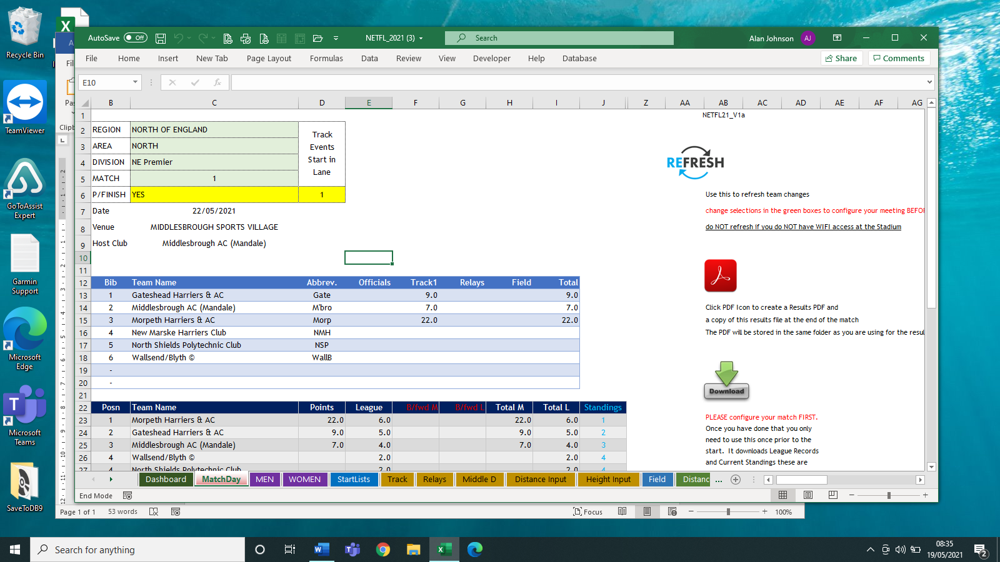 Recycle Bin
TeamViewer
GoToAssist
Expert
Garmin
Support
Microsoft
Edge
Microsoft
Teams
SaveToDB9
AutoSave Off
NETFL_2021 (3)
Search
Alan Johnson AJ
File Home Insert New Tab Page Layout Formulas Data Review View Developer Help Database
Share Comments
E10
fx
B C D E F G H I J Z AA AB AC AD AE AF AG
1 NETFL21_V1a
2 REGION NORTH OF ENGLAND
3 AREA NORTH
4 DIVISION NE Premier
5 MATCH 1
Track
Events
Start in
Lane
6 P/FINISH YES 1
7 Date 22/05/2021
8 Venue MIDDLESBROUGH SPORTS VILLAGE
9 Host Club Middlesbrough AC (Mandale)
10
11
12 Bib Team Name Abbrev. Officials Track1 Relays Field Total
13 1 Gateshead Harriers & AC Gate 9.0 9.0
14 2 Middlesbrough AC (Mandale) M'bro 7.0 7.0
15 3 Morpeth Harriers & AC Morp 22.0 22.0
16 4 New Marske Harriers Club NMH
17 5 North Shields Polytechnic Club NSP
18 6 Wallsend/Blyth © WallB
19 -
20 -
21
22 Posn Team Name Points League B/fwd M B/fwd L Total M Total L Standings
23 1 Morpeth Harriers & AC 22.0 6.0 22.0 6.0 1
24 2 Gateshead Harriers & AC 9.0 5.0 9.0 5.0 2
25 3 Middlesbrough AC (Mandale) 7.0 4.0 7.0 4.0 3
26 4 Wallsend/Blyth © 2.0 2.0 4
27 4 North Shields Polytechnic Club 2.0 2.0 4
REFRESH
Use this to refresh team changes
change selections in the green boxes to configure your meeting BEFO
do NOT refresh if you do NOT have WIFI access at the Stadium
Click PDF Icon to create a Results PDF and
a copy of this results file at the end of the match
The PDF will be stored in the same folder as you are using for the resul
Download
PLEASE configure your match FIRST.
Once you have done that you only
need to use this once prior to the
start. It downloads League Records
and Current Standings these are
Dashboard MatchDay MEN WOMEN StartLists Track Relays Middle D Distance Input Height Input Field Distanc ...
End Mode
Page 1 of 1 53 words
Focus
100%
Search for anything
08:35
19/05/2021
2